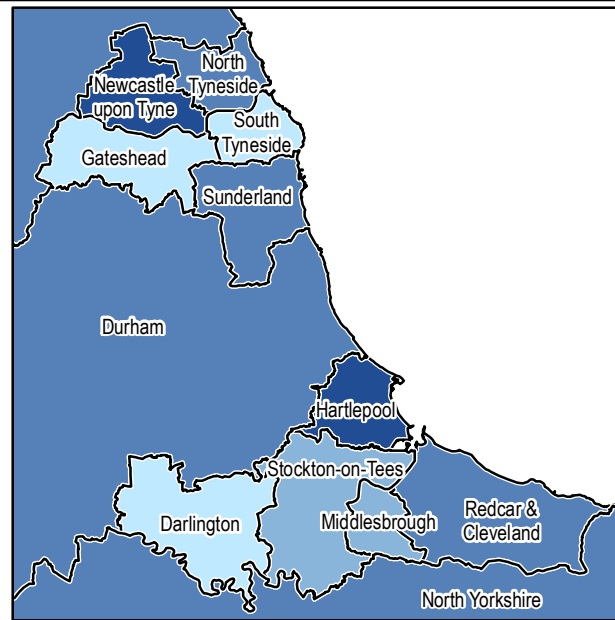 North
Tyneside
Newcastle
upon Tyne
South
Tyneside
Gateshead
Sunderland
Durham
Hartlepool
Stockton-on-Tees
Darlington
Middlesbrough
Redcar &
Cleveland
North Yorkshire